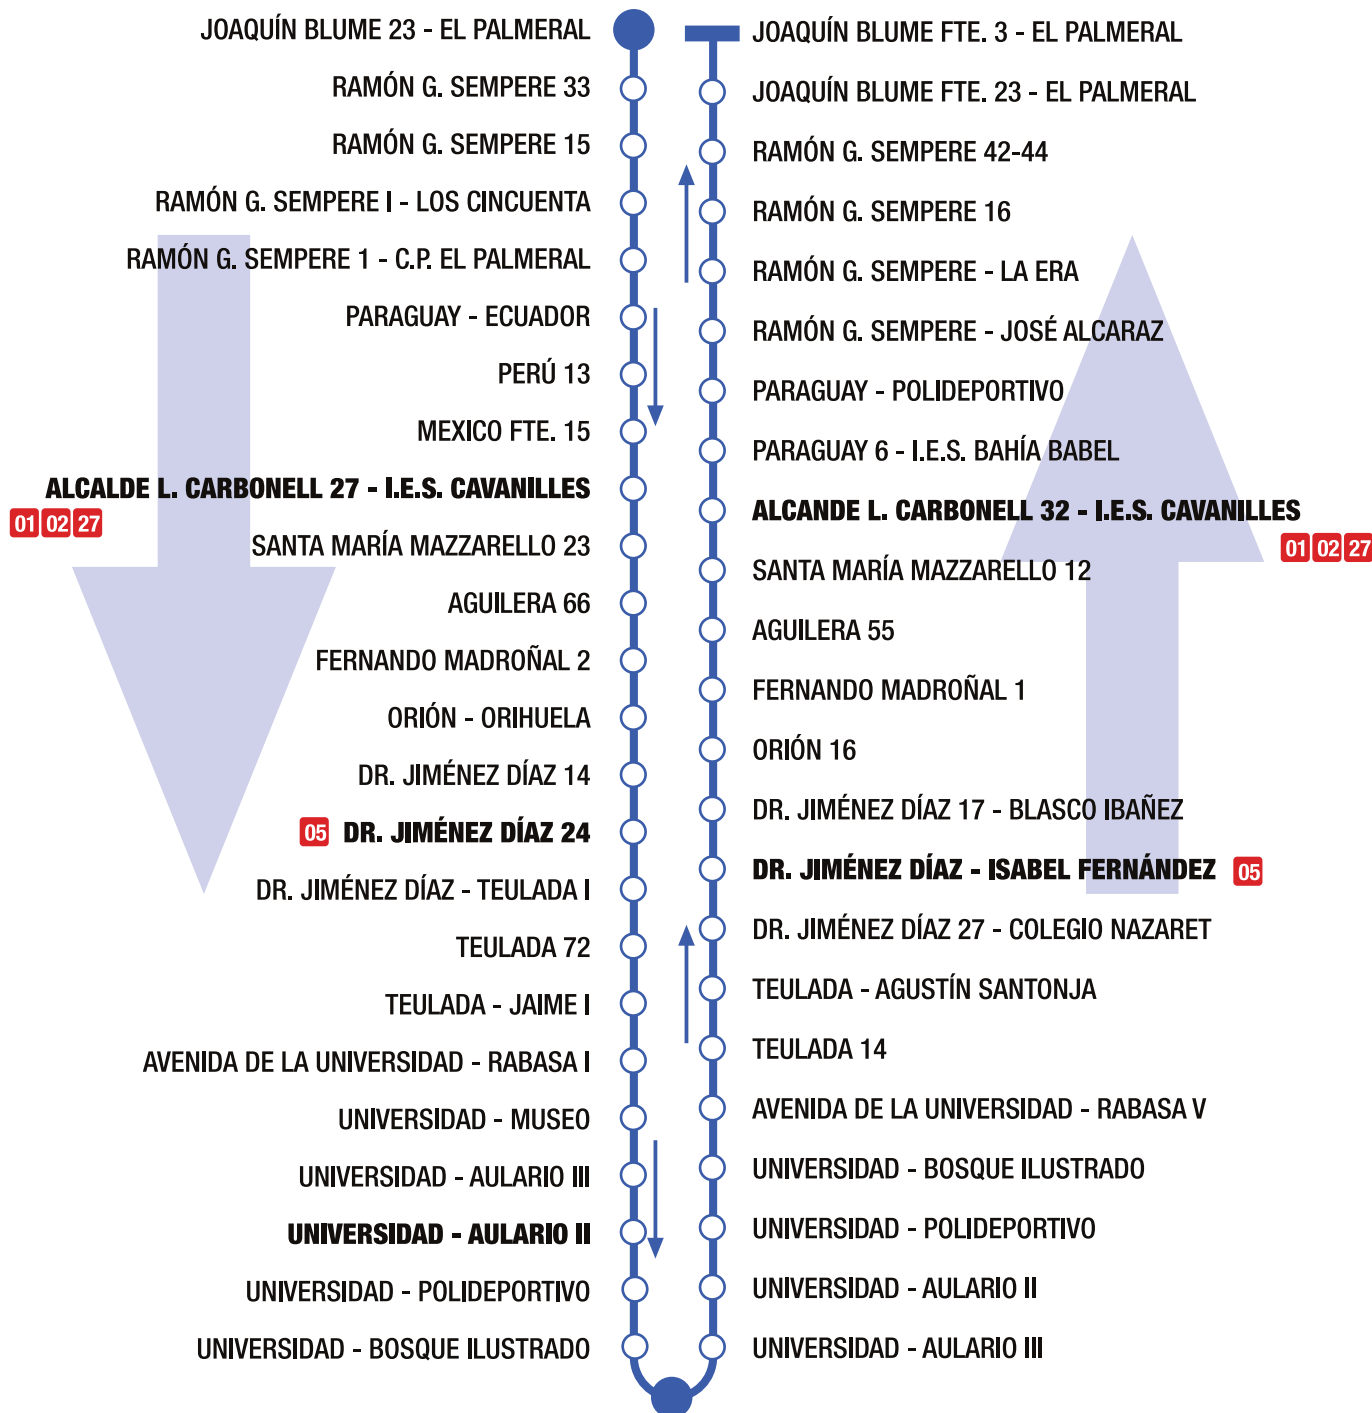 JOAQUÍN BLUME 23 - EL PALMERAL
RAMÓN G. SEMPERE 33
RAMÓN G. SEMPERE 15
RAMÓN G. SEMPERE I - LOS CINCUENTA
RAMÓN G. SEMPERE 1 - C.P. EL PALMERAL
PARAGUAY - ECUADOR
PERÚ 13
MEXICO FTE. 15
ALCALDE L. CARBONELL 27 - I.E.S. CAVANILLES
01 02 27
SANTA MARÍA MAZZARELLO 23
AGUILERA 66
FERNANDO MADROÑAL 2
ORIÓN - ORIHUELA
DR. JIMÉNEZ DÍAZ 14
05 DR. JIMÉNEZ DÍAZ 24
DR. JIMÉNEZ DÍAZ - TEULADA I
TEULADA 72
TEULADA - JAIME I
AVENIDA DE LA UNIVERSIDAD - RABASA I
UNIVERSIDAD - MUSEO
UNIVERSIDAD - AULARIO III
UNIVERSIDAD - AULARIO II
UNIVERSIDAD - POLIDEPORTIVO
UNIVERSIDAD - BOSQUE ILUSTRADO
JOAQUÍN BLUME FTE. 3 - EL PALMERAL
JOAQUÍN BLUME FTE. 23 - EL PALMERAL
RAMÓN G. SEMPERE 42-44
RAMÓN G. SEMPERE 16
RAMÓN G. SEMPERE - LA ERA
RAMÓN G. SEMPERE - JOSÉ ALCARAZ
PARAGUAY - POLIDEPORTIVO
PARAGUAY 6 - I.E.S. BAHÍA BABEL
ALCANDE L. CARBONELL 32 - I.E.S. CAVANILLES
01 02 27
SANTA MARÍA MAZZARELLO 12
AGUILERA 55
FERNANDO MADROÑAL 1
ORIÓN 16
DR. JIMÉNEZ DÍAZ 17 - BLASCO IBAÑEZ
DR. JIMÉNEZ DÍAZ - ISABEL FERNÁNDEZ 05
DR. JIMÉNEZ DÍAZ 27 - COLEGIO NAZARET
TEULADA - AGUSTÍN SANTONJA
TEULADA 14
AVENIDA DE LA UNIVERSIDAD - RABASA V
UNIVERSIDAD - BOSQUE ILUSTRADO
UNIVERSIDAD - POLIDEPORTIVO
UNIVERSIDAD - AULARIO II
UNIVERSIDAD - AULARIO III